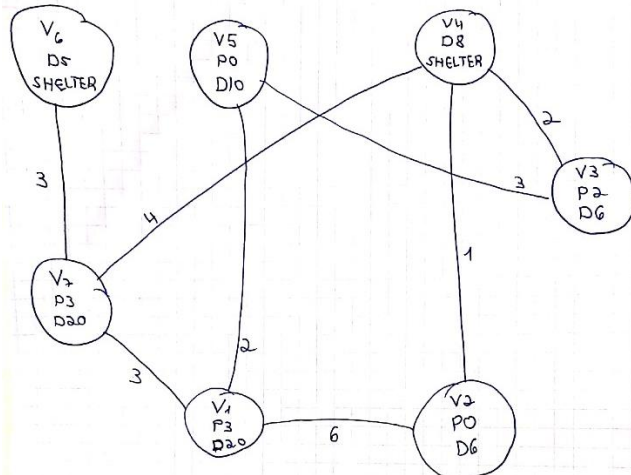 V6
D5
SHELTER
V5
P0
D10
V4
D8
SHELTER
2
3
V3
P2
D6
3
4
1
V7
P3
D20
3
2
V1
P3
D20
6
V2
P0
D6